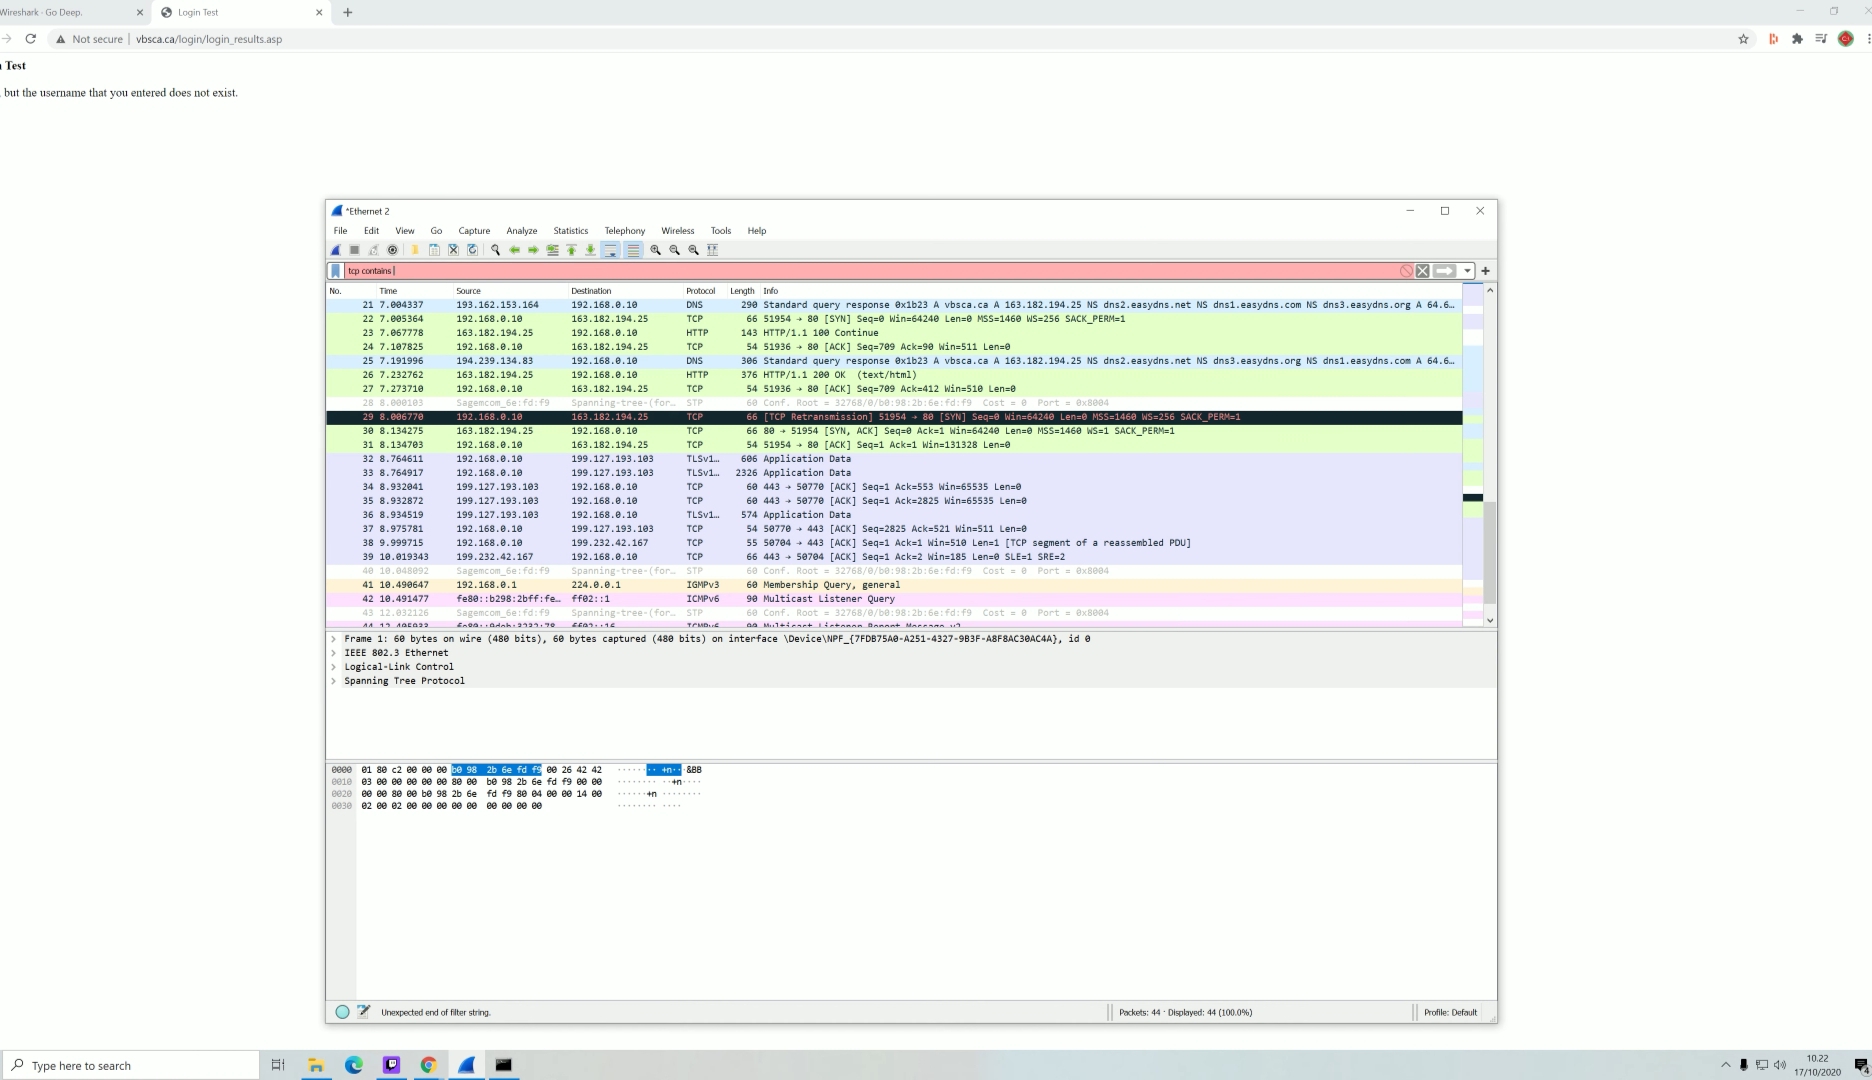 Wireshark · Go Deep.
Login Test
Not secure
vbsca.ca/login/login_results.asp
Test
, but the username that you entered does not exist.
*Ethernet 2
File Edit View Go Capture Analyze Statistics Telephony Wireless Tools Help
tcp contains
No. Time Source Destination Protocol Length Info
21 7.004337 193.162.153.164 192.168.0.10 DNS 290 Standard query response 0x1b23 A vbsca.ca A 163.182.194.25 NS dns2.easydns.net NS dns1.easydns.com NS dns3.easydns.org A 64.6…
22 7.005364 192.168.0.10 163.182.194.25 TCP 66 51954 → 80 [SYN] Seq=0 Win=64240 Len=0 MSS=1460 WS=256 SACK_PERM=1
23 7.067778 163.182.194.25 192.168.0.10 HTTP 143 HTTP/1.1 100 Continue
24 7.107825 192.168.0.10 163.182.194.25 TCP 54 51936 → 80 [ACK] Seq=709 Ack=90 Win=511 Len=0
25 7.191996 194.239.134.83 192.168.0.10 DNS 306 Standard query response 0x1b23 A vbsca.ca A 163.182.194.25 NS dns2.easydns.net NS dns3.easydns.org NS dns1.easydns.com A 64.6…
26 7.232762 163.182.194.25 192.168.0.10 HTTP 376 HTTP/1.1 200 OK (text/html)
27 7.273710 192.168.0.10 163.182.194.25 TCP 54 51936 → 80 [ACK] Seq=709 Ack=412 Win=510 Len=0
28 8.000103 Sagemcom_6e:fd:f9 Spanning-tree-(for… STP 60 Conf. Root = 32768/0/b0:98:2b:6e:fd:f9 Cost = 0 Port = 0x8004
29 8.006770 192.168.0.10 163.182.194.25 TCP 66 [TCP Retransmission] 51954 → 80 [SYN] Seq=0 Win=64240 Len=0 MSS=1460 WS=256 SACK_PERM=1
30 8.134275 163.182.194.25 192.168.0.10 TCP 66 80 → 51954 [SYN, ACK] Seq=0 Ack=1 Win=64240 Len=0 MSS=1460 WS=1 SACK_PERM=1
31 8.134703 192.168.0.10 163.182.194.25 TCP 54 51954 → 80 [ACK] Seq=1 Ack=1 Win=131328 Len=0
32 8.764611 192.168.0.10 199.127.193.103 TLSv1… 606 Application Data
33 8.764917 192.168.0.10 199.127.193.103 TLSv1… 2326 Application Data
34 8.932041 199.127.193.103 192.168.0.10 TCP 60 443 → 50770 [ACK] Seq=1 Ack=553 Win=65535 Len=0
35 8.932872 199.127.193.103 192.168.0.10 TCP 60 443 → 50770 [ACK] Seq=1 Ack=2825 Win=65535 Len=0
36 8.934519 199.127.193.103 192.168.0.10 TLSv1… 574 Application Data
37 8.975781 192.168.0.10 199.127.193.103 TCP 54 50770 → 443 [ACK] Seq=2825 Ack=521 Win=511 Len=0
38 9.999715 192.168.0.10 199.232.42.167 TCP 55 50704 → 443 [ACK] Seq=1 Ack=1 Win=510 Len=1 [TCP segment of a reassembled PDU]
39 10.019343 199.232.42.167 192.168.0.10 TCP 66 443 → 50704 [ACK] Seq=1 Ack=2 Win=185 Len=0 SLE=1 SRE=2
40 10.048092 Sagemcom_6e:fd:f9 Spanning-tree-(for… STP 60 Conf. Root = 32768/0/b0:98:2b:6e:fd:f9 Cost = 0 Port = 0x8004
41 10.490647 192.168.0.1 224.0.0.1 IGMPv3 60 Membership Query, general
42 10.491477 fe80::b298:2bff:fe… ff02::1 ICMPv6 90 Multicast Listener Query
43 12.032126 Sagemcom_6e:fd:f9 Spanning-tree-(for… STP 60 Conf. Root = 32768/0/b0:98:2b:6e:fd:f9 Cost = 0 Port = 0x8004
Frame 1: 60 bytes on wire (480 bits), 60 bytes captured (480 bits) on interface \Device\NPF_{7FDB75A0-A251-4327-9B3F-A8F8AC30AC4A}, id 0
IEEE 802.3 Ethernet
Logical-Link Control
Spanning Tree Protocol
0000 01 80 c2 00 00 00 b0 98 2b 6e fd f9 00 26 42 42 ········ +n·· &BB
0010 03 00 00 00 00 00 80 00 b0 98 2b 6e fd f9 00 00 ········ ··+n····
0020 00 00 80 00 b0 98 2b 6e fd f9 80 04 00 00 14 00 ······+n ········
0030 02 00 02 00 00 00 00 00 00 00 00 00 ········ ····
Unexpected end of filter string.
Packets: 44 · Displayed: 44 (100.0%)
Profile: Default
Type here to search
10.22
17/10/2020
4